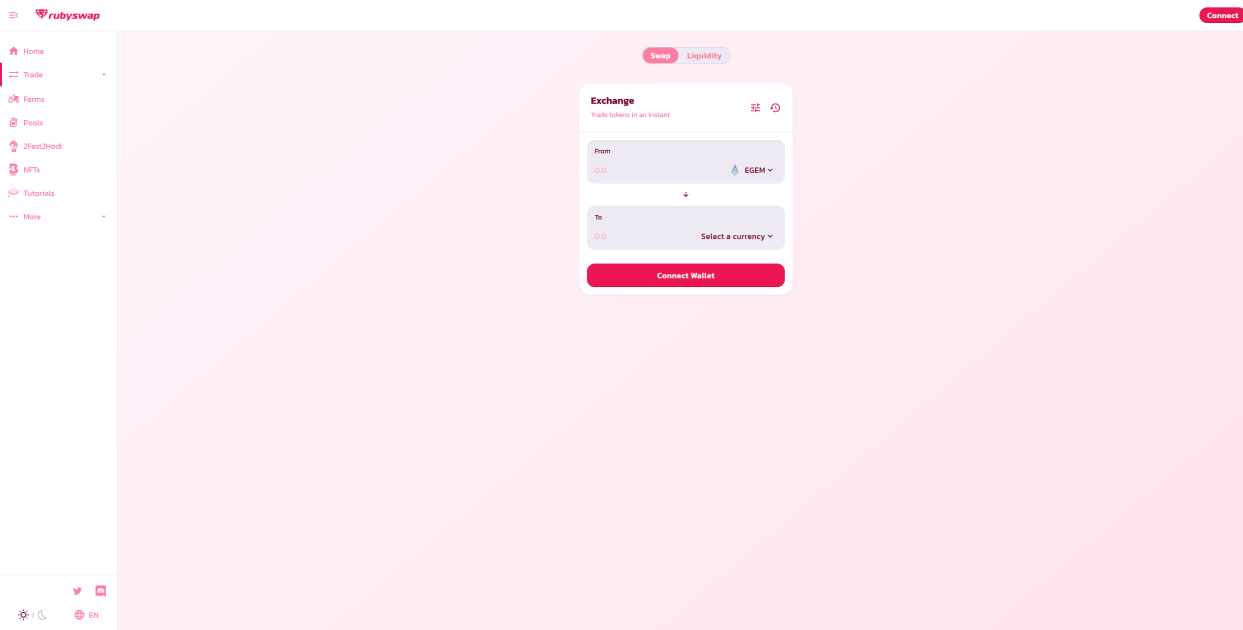 rubyswap
Connect
Home
Trade
Farms
Pools
2Fast2Hodl
NFTs
Tutorials
More
Swap
Liquidity
Exchange
Trade tokens in an instant
From
0.0
EGEM
To
0.0
Select a currency
Connect Wallet
/
EN